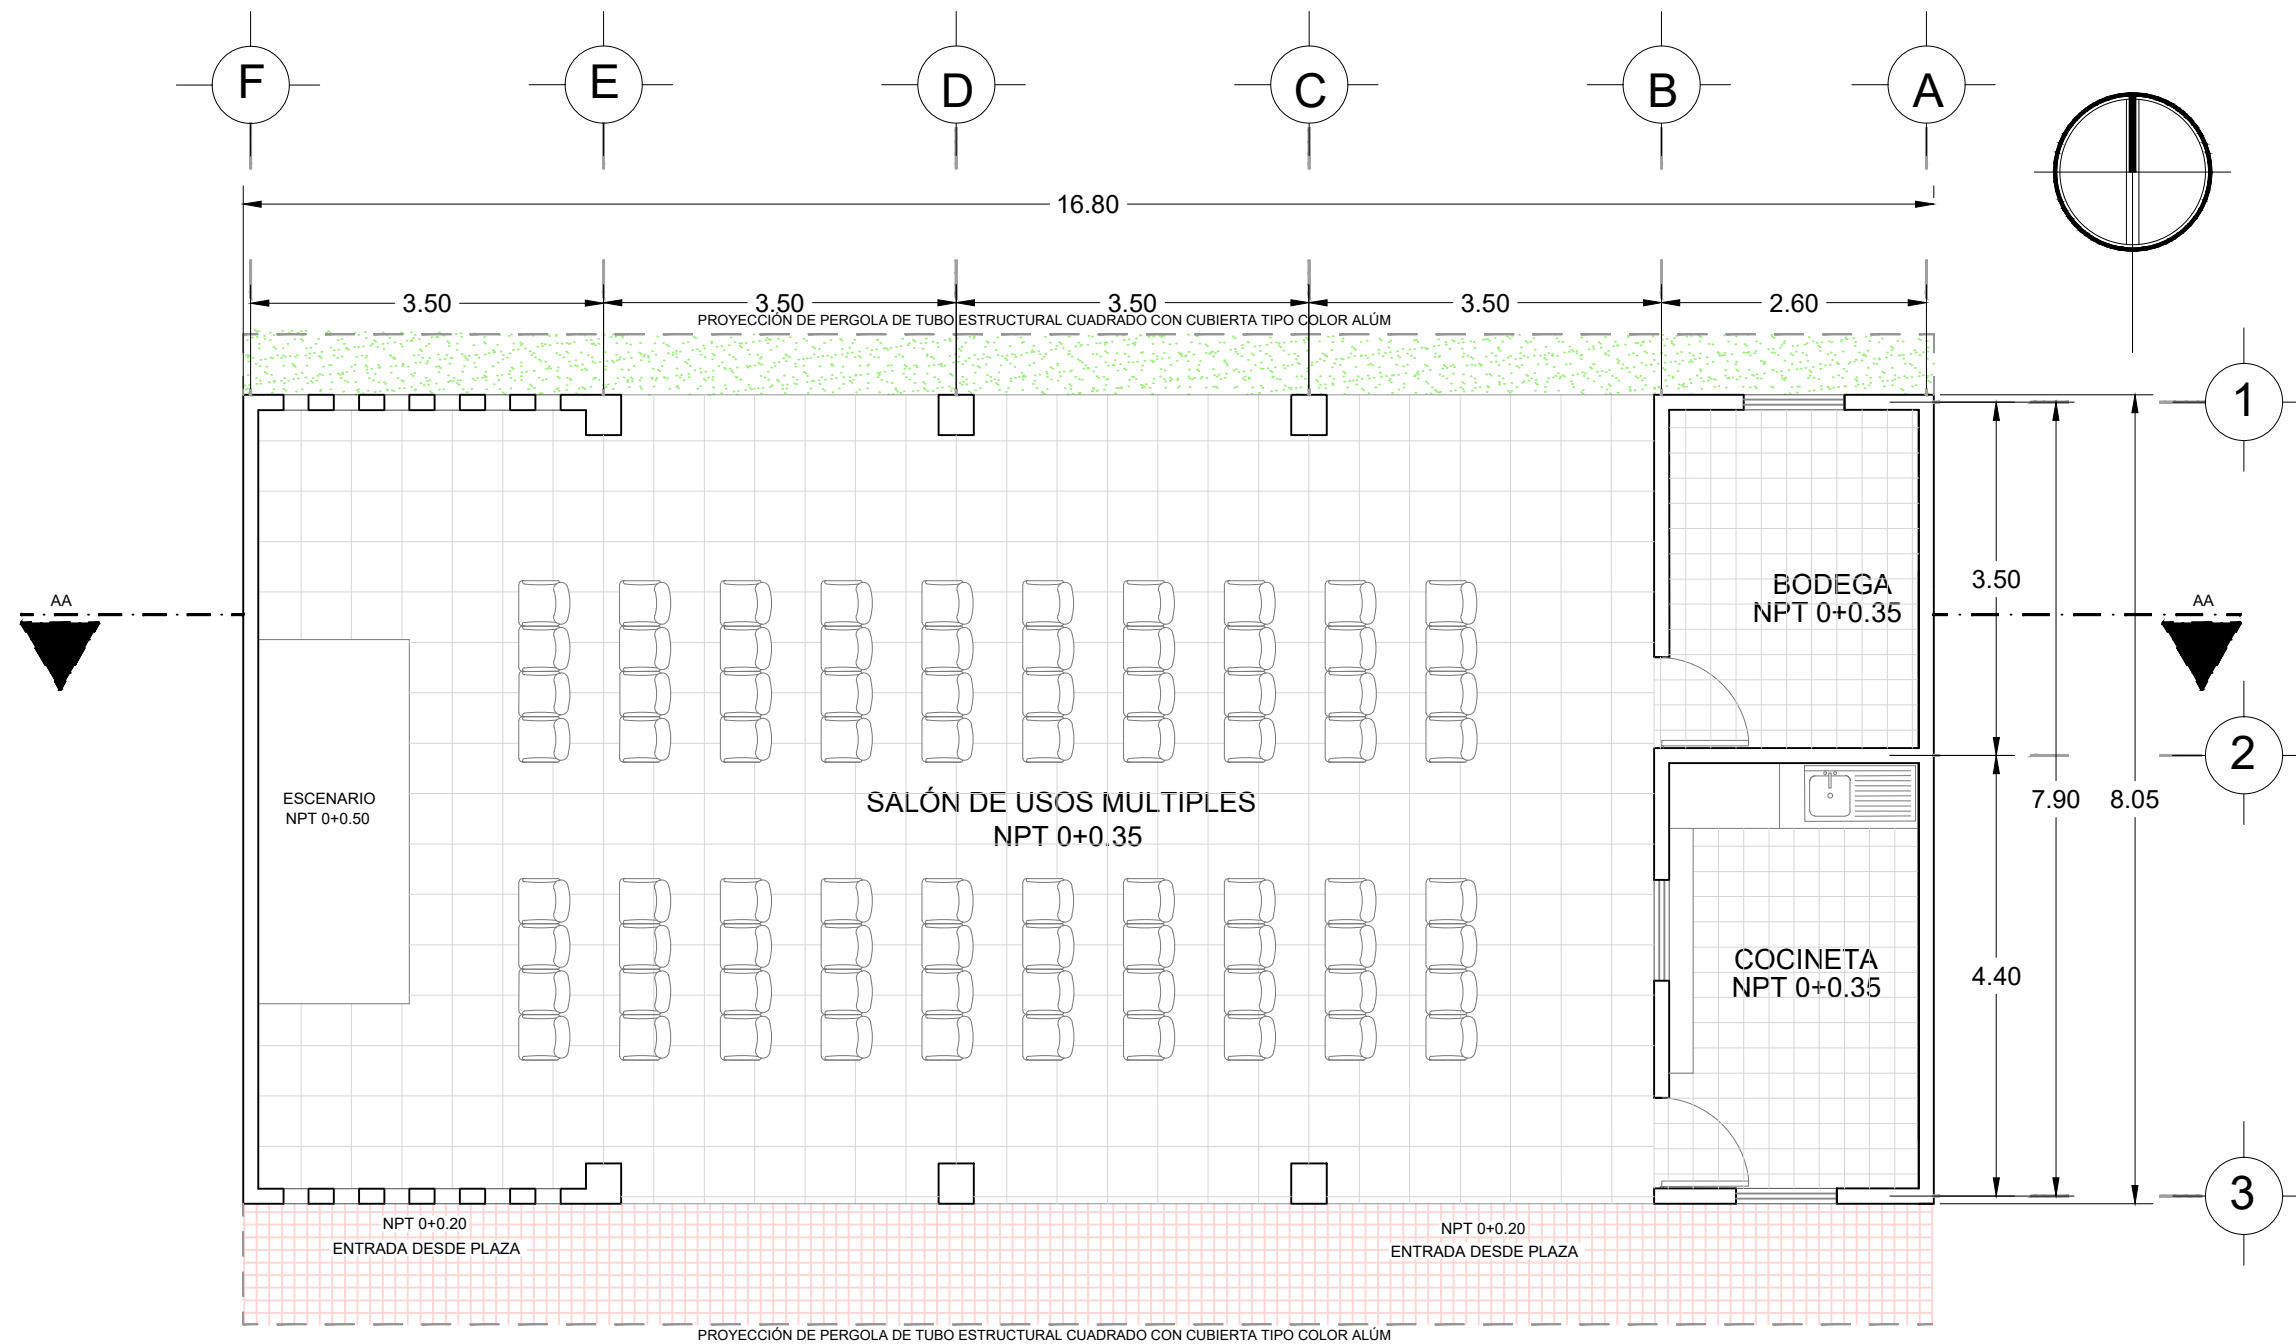 F
E
D
C
B
A
16.80
3.50
3.50
3.50
3.50
2.60
PROYECCIÓN DE PERGOLA DE TUBO ESTRUCTURAL CUADRADO CON CUBIERTA TIPO COLOR ALÚM
1
AA
BODEGA
NPT 0+0.35
3.50
AA
2
ESCENARIO
NPT 0+0.50
SALÓN DE USOS MULTIPLES
NPT 0+0.35
7.90
8.05
COCINETA
NPT 0+0.35
4.40
3
NPT 0+0.20
ENTRADA DESDE PLAZA
NPT 0+0.20
ENTRADA DESDE PLAZA
PROYECCIÓN DE PERGOLA DE TUBO ESTRUCTURAL CUADRADO CON CUBIERTA TIPO COLOR ALÚM